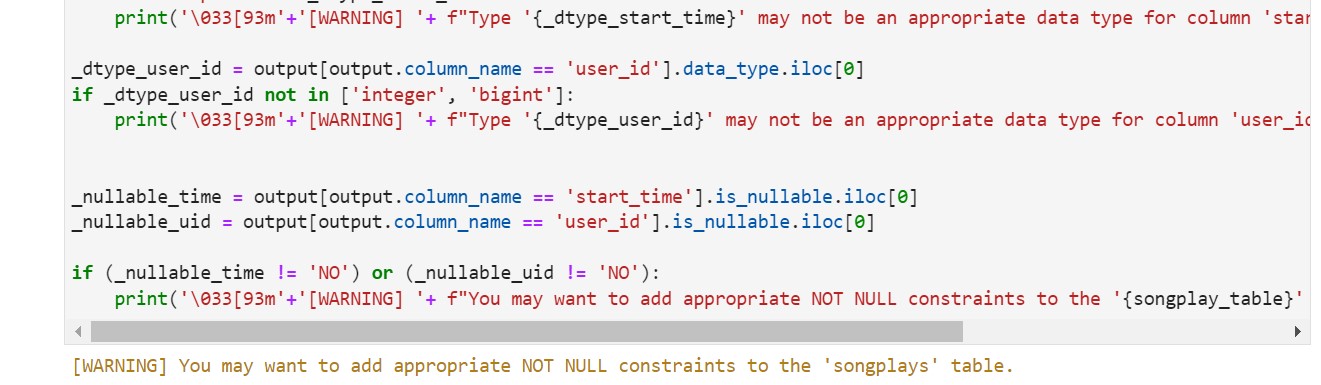 print('\033[93m'+'[WARNING] '+ f"Type '{_dtype_start_time}' may not be an appropriate data type for column 'star
_dtype_user_id = output[output.column_name == 'user_id'].data_type.iloc[0]
if _dtype_user_id not in ['integer', 'bigint']:
    print('\033[93m'+'[WARNING] '+ f"Type '{_dtype_user_id}' may not be an appropriate data type for column 'user_id
_nullable_time = output[output.column_name == 'start_time'].is_nullable.iloc[0]
_nullable_uid = output[output.column_name == 'user_id'].is_nullable.iloc[0]
if (_nullable_time != 'NO') or (_nullable_uid != 'NO'):
    print('\033[93m'+'[WARNING] '+ f"You may want to add appropriate NOT NULL constraints to the '{songplay_table}'
[WARNING] You may want to add appropriate NOT NULL constraints to the 'songplays' table.